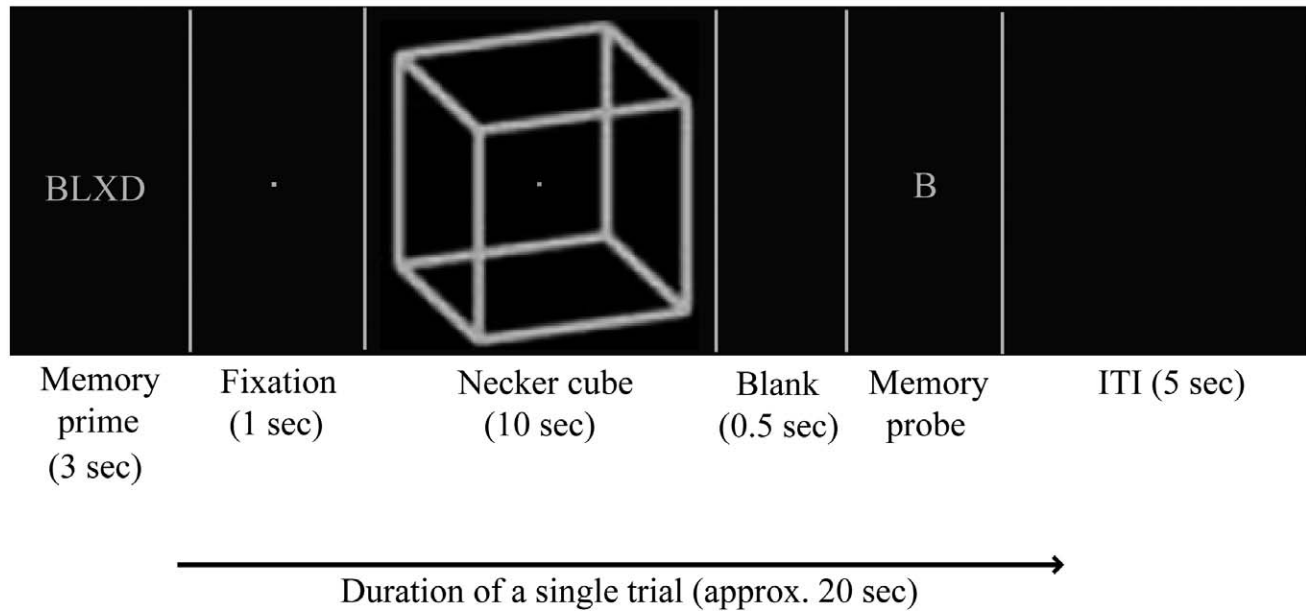 BLXD
B
Memory
prime
(3 sec)
Fixation
(1 sec)
Necker cube
(10 sec)
Blank
(0.5 sec)
Memory
probe
ITI (5 sec)
Duration of a single trial (approx. 20 sec)